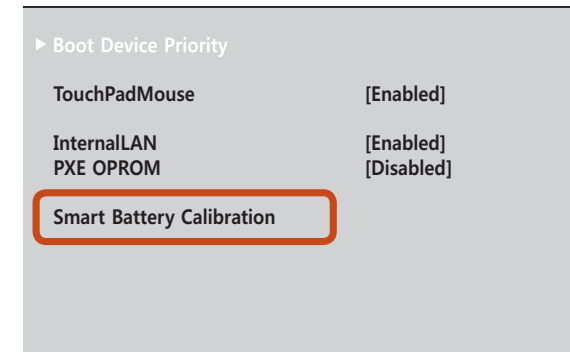 ▶ Boot Device Priority
TouchPadMouse [Enabled]
InternalLAN [Enabled]
PXE OPROM [Disabled]
Smart Battery Calibration